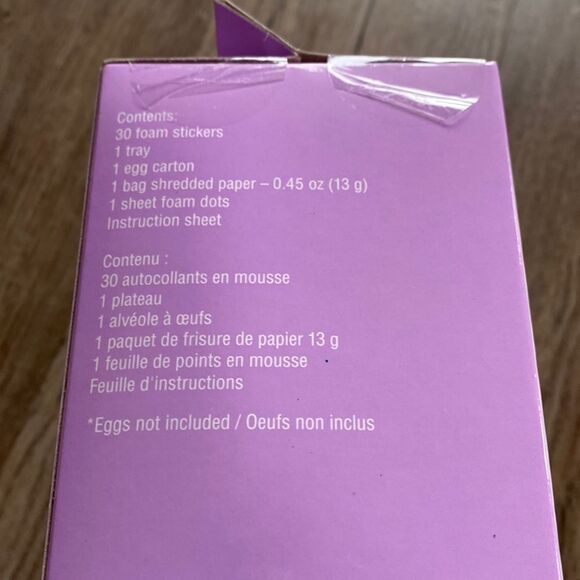 Contents:
30 foam stickers
1 tray
1 egg carton
1 bag shredded paper – 0.45 oz (13 g)
1 sheet foam dots
Instruction sheet
Contenu :
30 autocollants en mousse
1 plateau
1 alvéole à œufs
1 paquet de frisure de papier 13 g
1 feuille de points en mousse
Feuille d'instructions
*Eggs not included / Oeufs non inclus